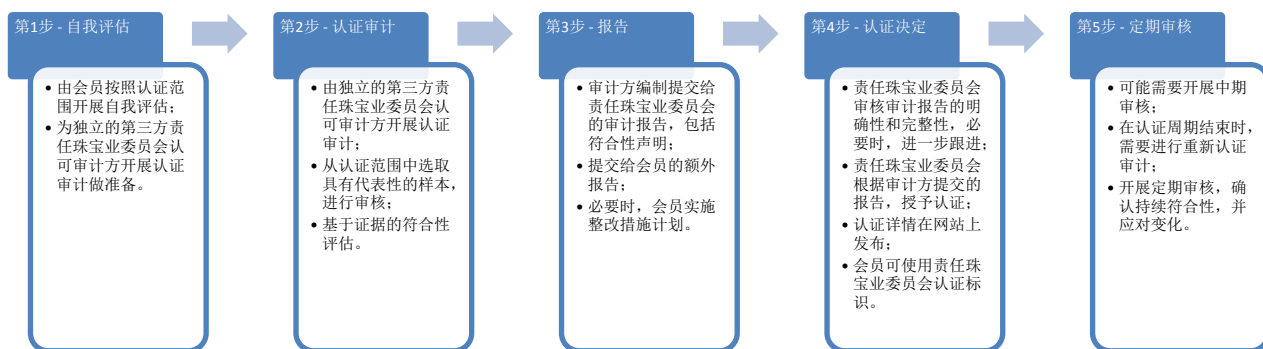 第1步 - 自我评估
• 由会员按照认证范
围开展自我评估；
• 为独立的第三方责
任珠宝业委员会认
可审计方开展认证
审计做准备。
第2步 - 认证审计
• 由独立的第三方责
任珠宝业委员会认
可审计方开展认证
审计；
• 从认证范围中选取
具有代表性的样本，
进行审核；
• 基于证据的符合性
评估。
第3步 - 报告
• 审计方编制提交给
责任珠宝业委员会
的审计报告，包括
符合性声明；
• 提交给会员的额外
报告；
• 必要时，会员实施
整改措施计划。
第4步 - 认证决定
• 责任珠宝业委员会
审核审计报告的明
确性和完整性，必
要时，进一步跟进；
• 责任珠宝业委员会
根据审计方提交的
报告，授予认证；
• 认证详情在网站上
发布；
• 会员可使用责任珠
宝业委员会认证标
识。
第5步 - 定期审核
• 可能需要开展中期
审核；
• 在认证周期结束时，
需要进行重新认证
审计；
• 开展定期审核，确
认持续符合性，并
应对变化。